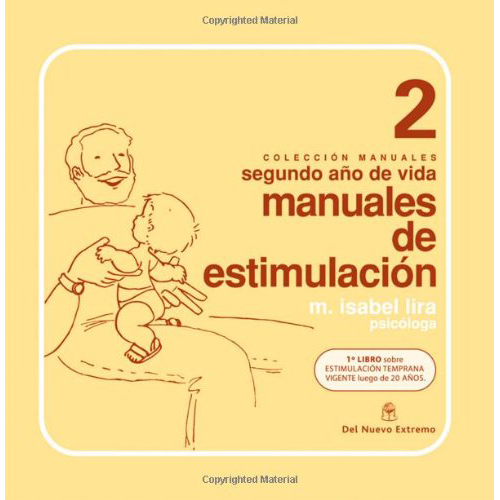 Copyrighted Material
2
COLECCIÓN MANUALES
segundo año de vida
manuales
de
estimulación
m. isabel lira
psicóloga
1º LIBRO sobre
ESTIMULACIÓN TEMPRANA
VIGENTE luego de 20 AÑOS.
Del Nuevo Extremo
Copyrighted Material